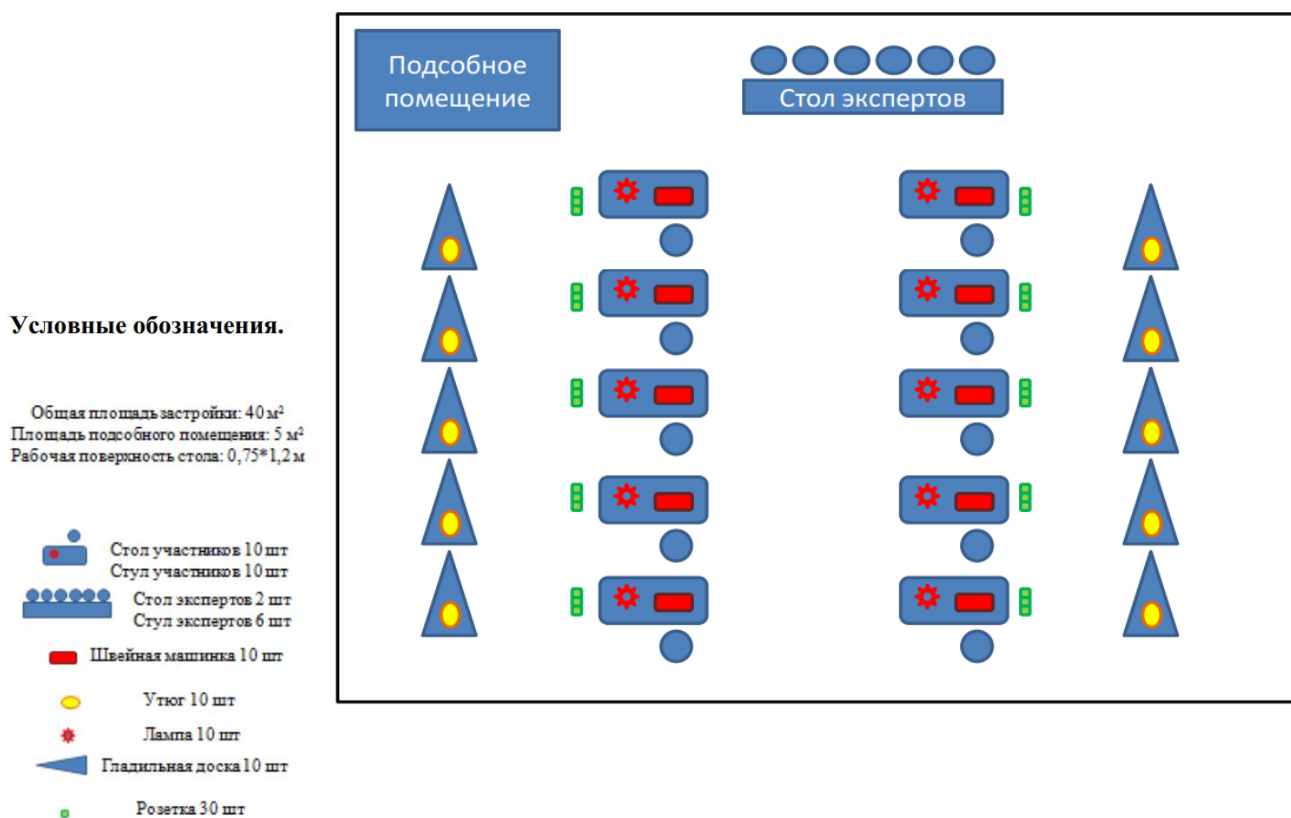 Подсобное
помещение
Стол экспертов
Условные обозначения.
Общая площадь застройки: 40 м²
Площадь подсобного помещения: 5 м²
Рабочая поверхность стола: 0,75*1,2 м
Стол участников 10 шт
Стул участников 10 шт
Стол экспертов 2 шт
Стул экспертов 6 шт
Швейная машинка 10 шт
Утюг 10 шт
Лампа 10 шт
Гладильная доска 10 шт
Розетка 30 шт